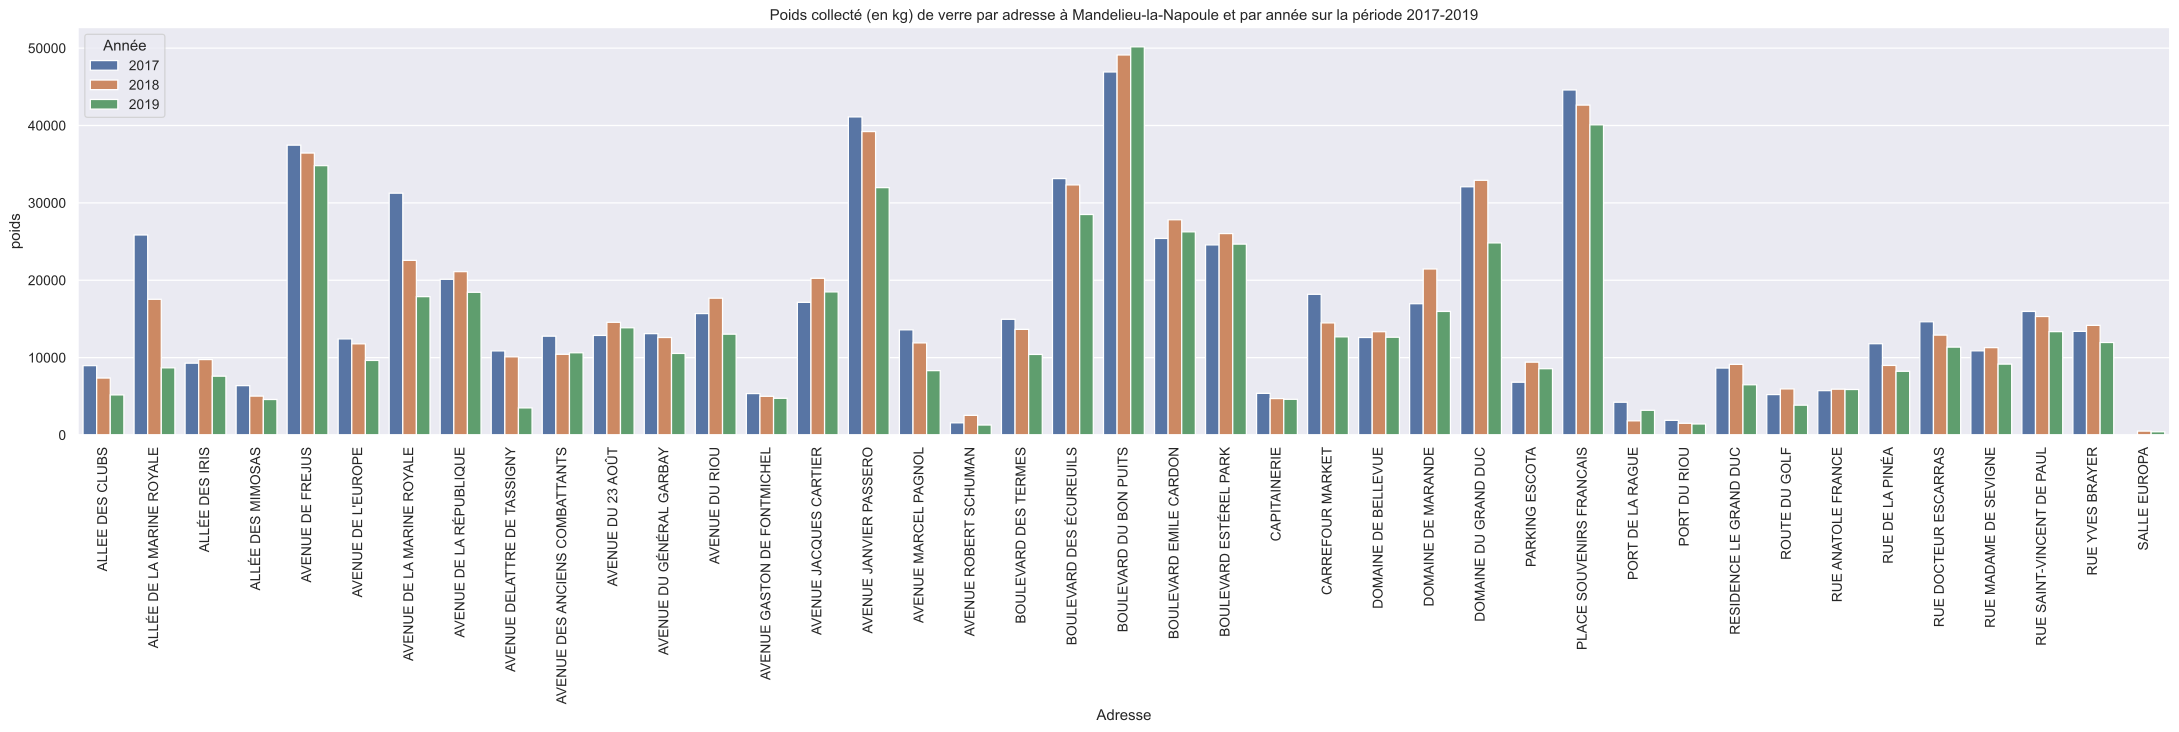 Poids collecté (en kg) de verre par adresse à Mandelieu-la-Napoule et par année sur la période 2017-2019
Année
2017
2018
2019
poids
50000
40000
30000
20000
10000
0
ALLEE DES CLUBS
ALLÉE DE LA MARINE ROYALE
ALLÉE DES IRIS
ALLÉE DES MIMOSAS
AVENUE DE FREJUS
AVENUE DE L'EUROPE
AVENUE DE LA MARINE ROYALE
AVENUE DE LA RÉPUBLIQUE
AVENUE DELATTRE DE TASSIGNY
AVENUE DES ANCIENS COMBATTANTS
AVENUE DU 23 AOÛT
AVENUE DU GÉNÉRAL GARBAY
AVENUE DU RIOU
AVENUE GASTON DE FONTMICHEL
AVENUE JACQUES CARTIER
AVENUE JANVIER PASSERO
AVENUE MARCEL PAGNOL
AVENUE ROBERT SCHUMAN
BOULEVARD DES TERMES
BOULEVARD DES ÉCUREUILS
BOULEVARD DU BON PUITS
BOULEVARD EMILE CARDON
BOULEVARD ESTÉREL PARK
CAPITAINERIE
CARREFOUR MARKET
DOMAINE DE BELLEVUE
DOMAINE DE MARANDE
DOMAINE DU GRAND DUC
PARKING ESCOTA
PLACE SOUVENIRS FRANCAIS
PORT DE LA RAGUE
PORT DU RIOU
RESIDENCE LE GRAND DUC
ROUTE DU GOLF
RUE ANATOLE FRANCE
RUE DE LA PINÉA
RUE DOCTEUR ESCARRAS
RUE MADAME DE SEVIGNE
RUE SAINT-VINCENT DE PAUL
RUE YVES BRAYER
SALLE EUROPA
Adresse